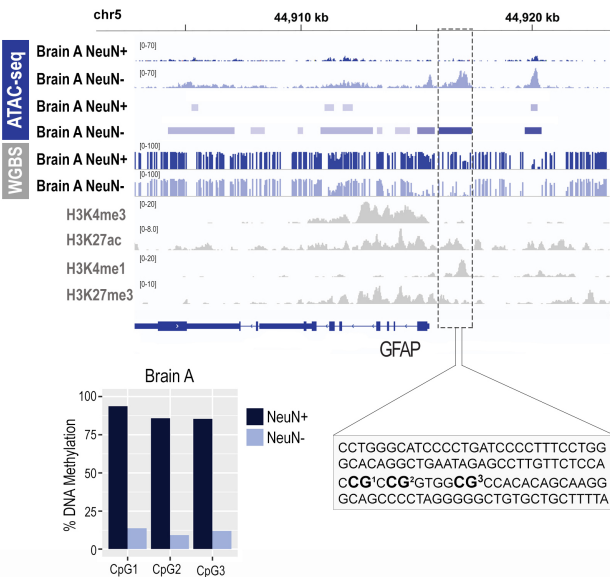 chr5 44,910 kb 44,920 kb
ATAC-seq
Brain A NeuN+ [0-70]
Brain A NeuN- [0-70]
Brain A NeuN+
Brain A NeuN-
WGBS
Brain A NeuN+ [0-100]
Brain A NeuN- [0-100]
H3K4me3 [0-20]
H3K27ac [0-8.0]
H3K4me1 [0-20]
H3K27me3 [0-10]
GFAP
Brain A
% DNA Methylation
100
75
50
25
0
CpG1 CpG2 CpG3
NeuN+
NeuN-
CCTGGGCATCCCCTGATCCCCTTTCCTGG
GCACAGGCTGAATAGAGCCTTGTTCTCCA
CCG¹CCG²GTGGCG³CCACACAGCAAGG
GCAGCCCCTAGGGGGCTGTGCTGCTTTTA